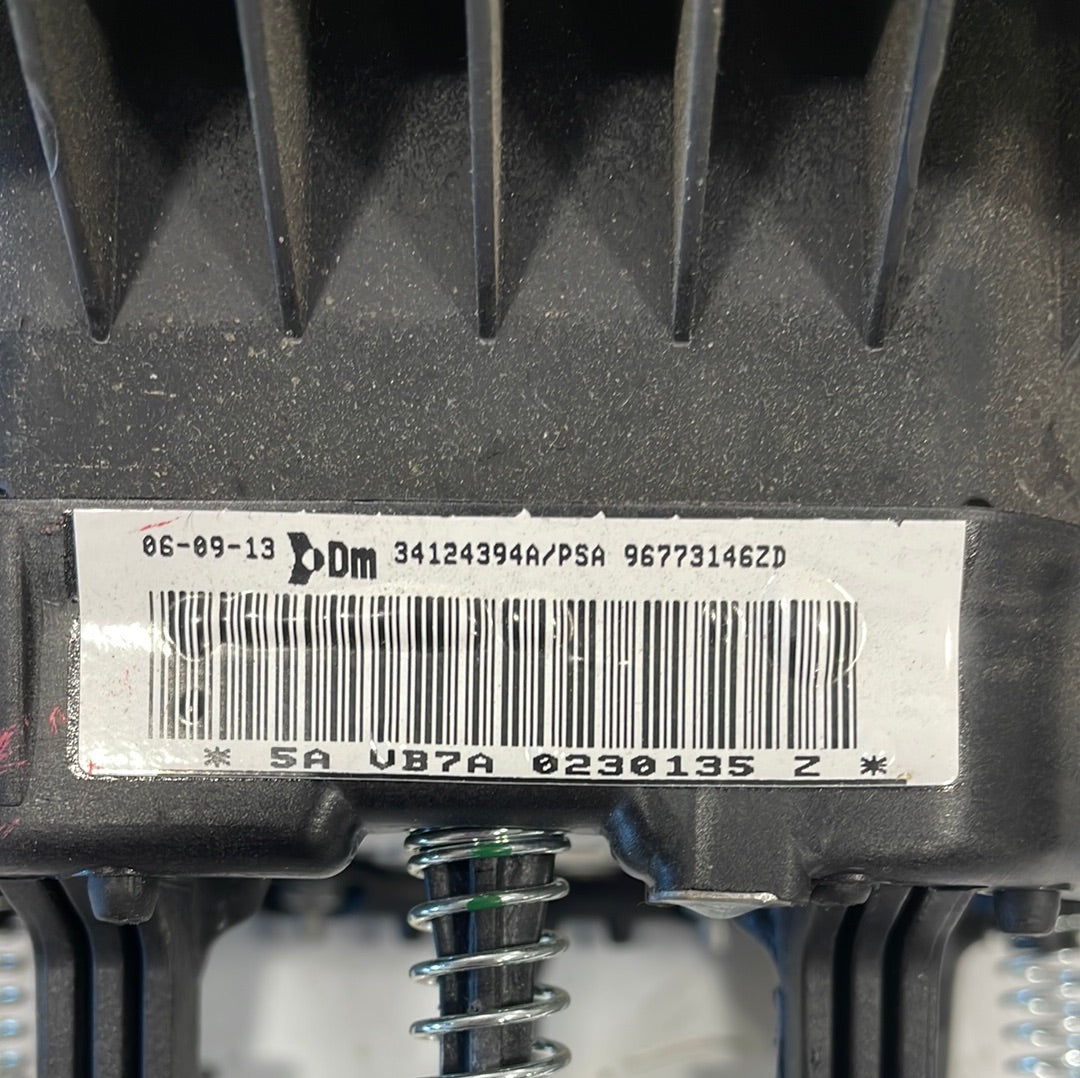 06-09-13 Dm 34124394A/PSA 96773146ZD
* 5A VB7A 0230135 Z *